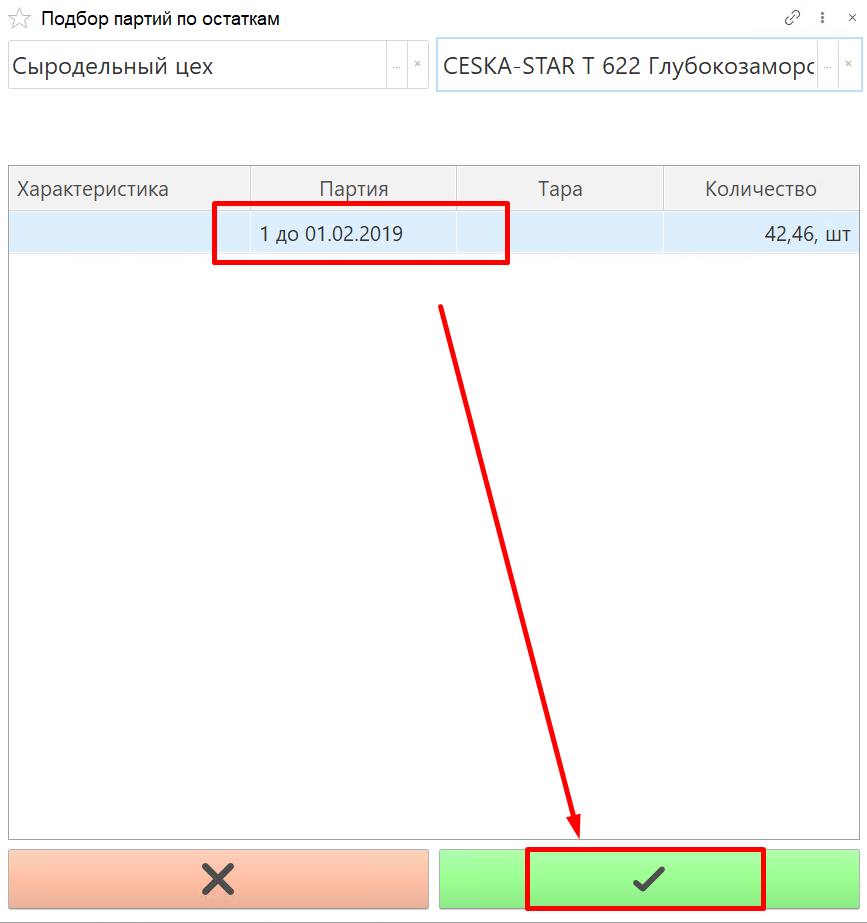 Подбор партий по остаткам
Сыродельный цех ... ×
CESKA-STAR T 622 Глубокозаморо ... ×
Характеристика Партия Тара Количество
1 до 01.02.2019 42,46, шт